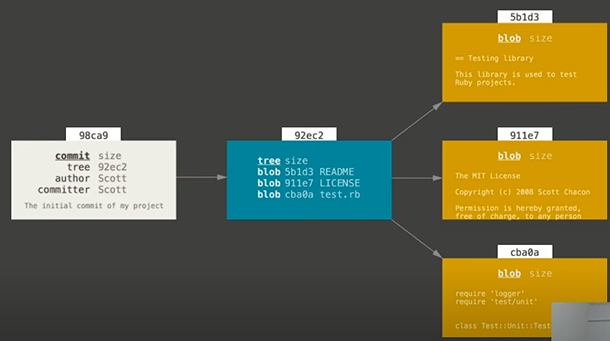 98ca9
commit size
tree 92ec2
author Scott
committer Scott
The initial commit of my project
92ec2
tree size
blob 5b1d3 README
blob 911e7 LICENSE
blob cba0a test.rb
5b1d3
blob size
== Testing library
This library is used to test
Ruby projects.
911e7
blob size
The MIT License
Copyright (c) 2008 Scott Chacon
Permission is hereby granted,
free of charge, to any person
cba0a
blob size
require 'logger'
require 'test/unit'
class Test::Unit::Test